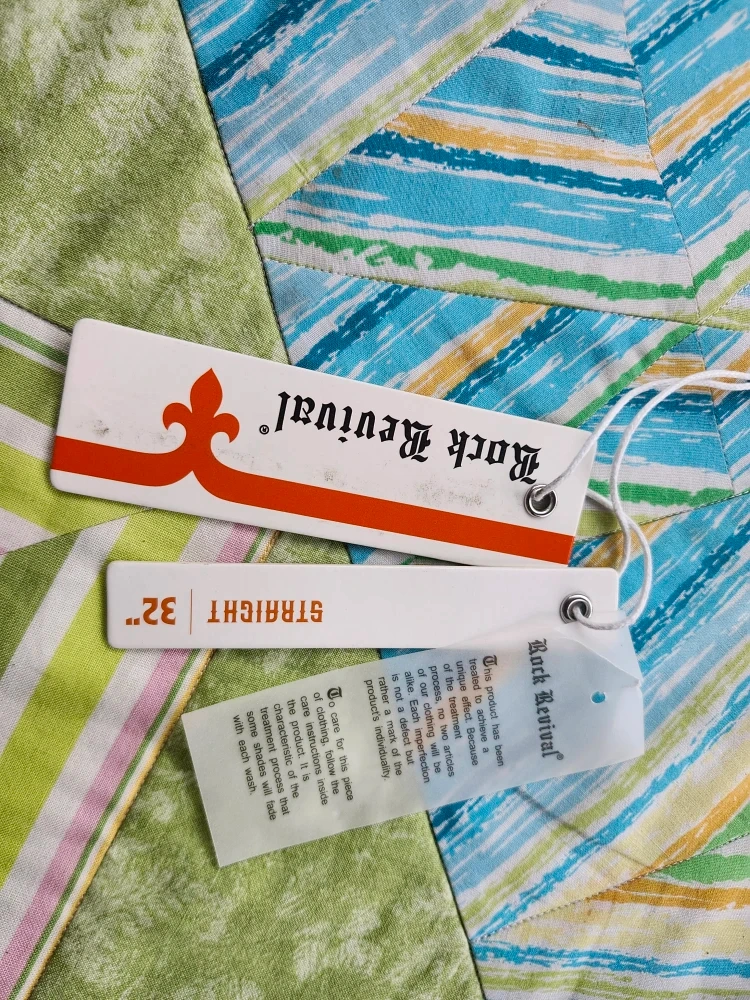 Rock Revival®
STRAIGHT | 32"
Rock Revival®
This product has been
treated to achieve a
unique effect. Because
of the treatment
process, no two articles
of our clothing will be
alike. Each imperfection
is not a defect but
rather a mark of the
product's individuality.
To care for this piece
of clothing, follow the
care instructions inside
the product. It is
characteristic of the
treatment process that
some shades will fade
with each wash.